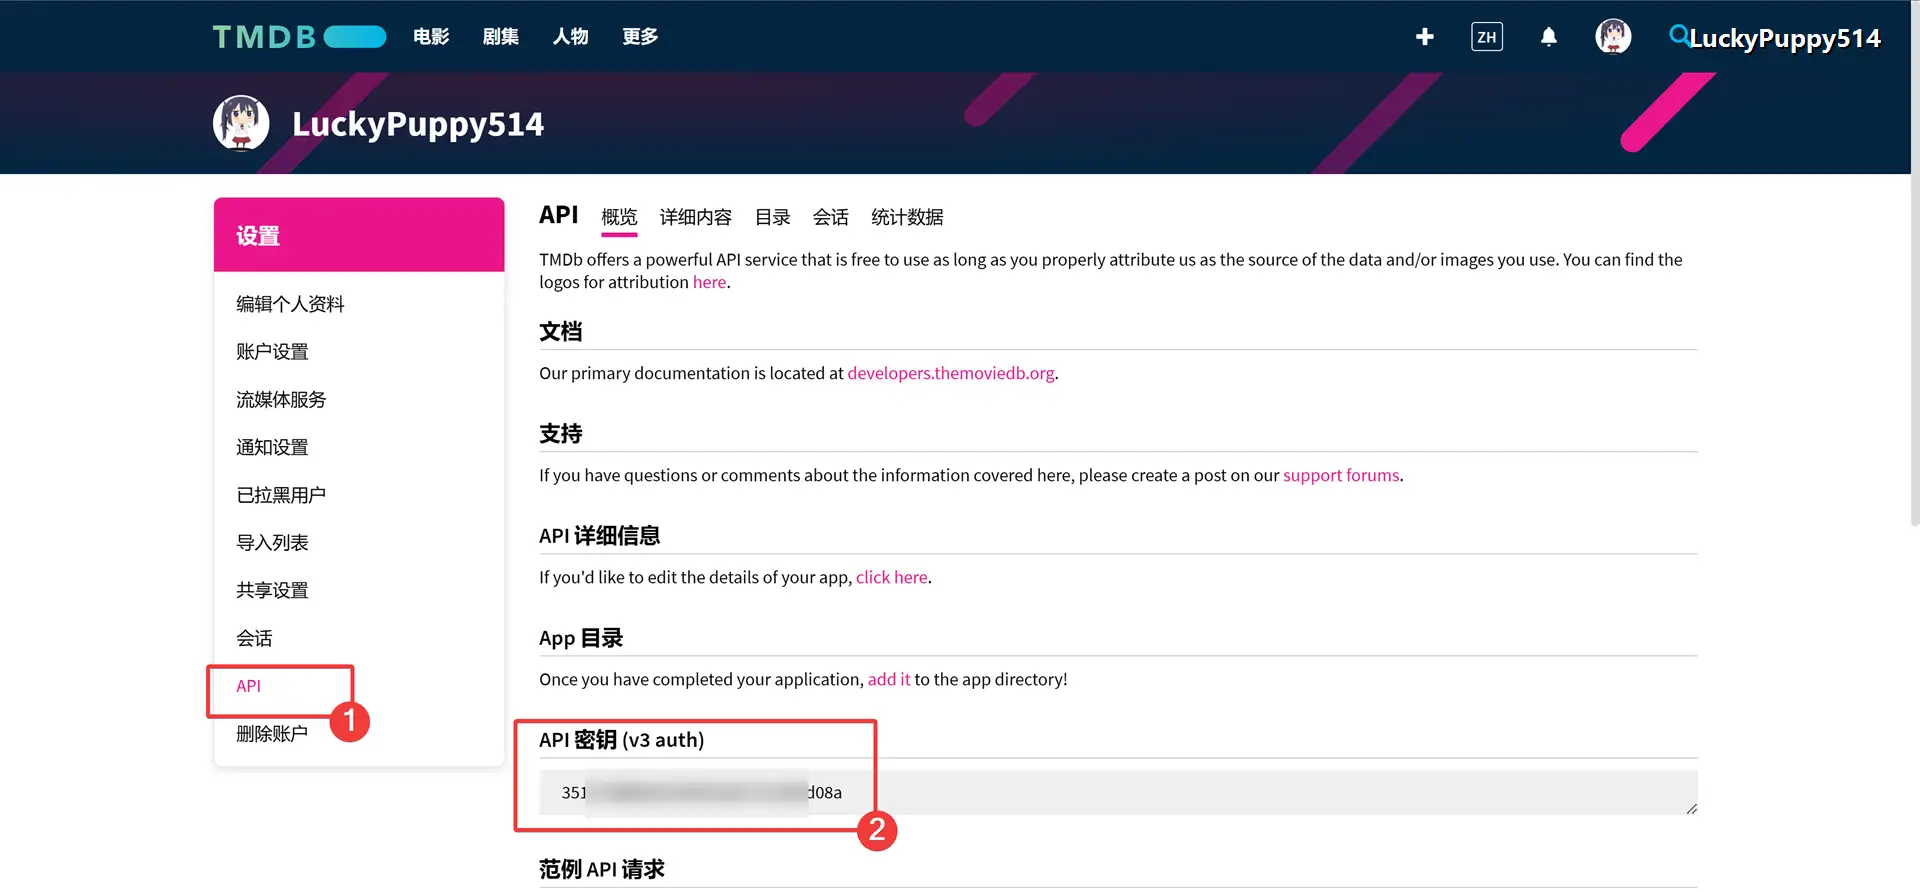 TMDB 电影 剧集 人物 更多 ZH LuckyPuppy514
LuckyPuppy514
设置
编辑个人资料
账户设置
流媒体服务
通知设置
已拉黑用户
导入列表
共享设置
会话
API
1
删除账户
API 概览 详细内容 目录 会话 统计数据
TMDb offers a powerful API service that is free to use as long as you properly attribute us as the source of the data and/or images you use. You can find the
logos for attribution here.
文档
Our primary documentation is located at developers.themoviedb.org.
支持
If you have questions or comments about the information covered here, please create a post on our support forums.
API 详细信息
If you'd like to edit the details of your app, click here.
App 目录
Once you have completed your application, add it to the app directory!
API 密钥 (v3 auth)
351 d08a
2
范例 API 请求